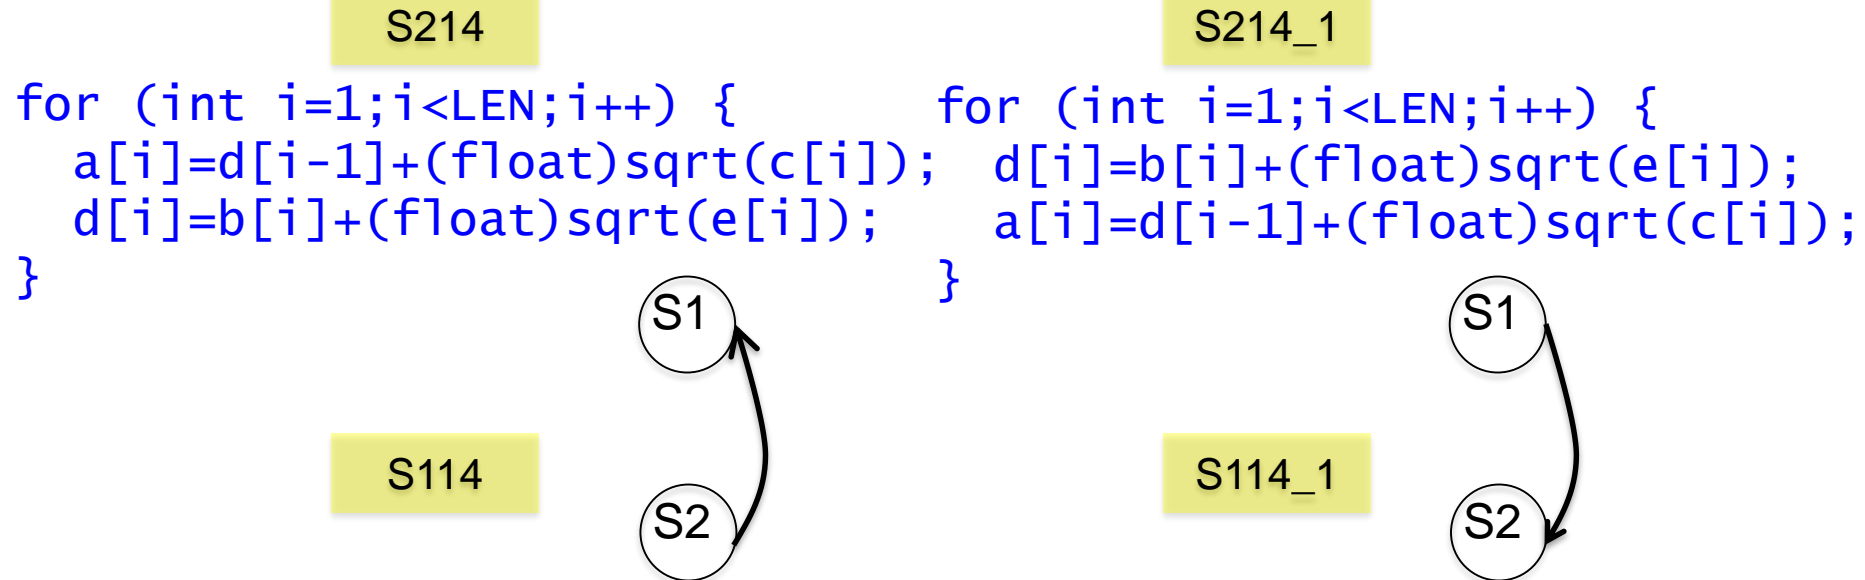 S214
for (int i=1;i<LEN;i++) {
a[i]=d[i-1]+(float)sqrt(c[i]);
d[i]=b[i]+(float)sqrt(e[i]);
}
S1
S114
S2
S214_1
for (int i=1;i<LEN;i++) {
d[i]=b[i]+(float)sqrt(e[i]);
a[i]=d[i-1]+(float)sqrt(c[i]);
}
S1
S114_1
S2